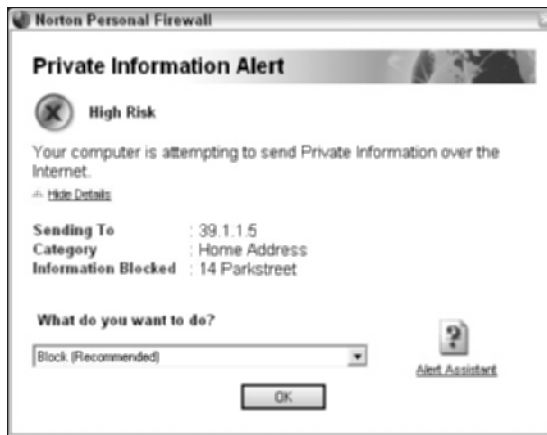 Norton Personal Firewall
Private Information Alert
High Risk
Your computer is attempting to send Private Information over the
Internet.
Hide Details
Sending To : 39.1.1.5
Category : Home Address
Information Blocked : 14 Parkstreet
What do you want to do?
Block (Recommended)
Alert Assistant
OK